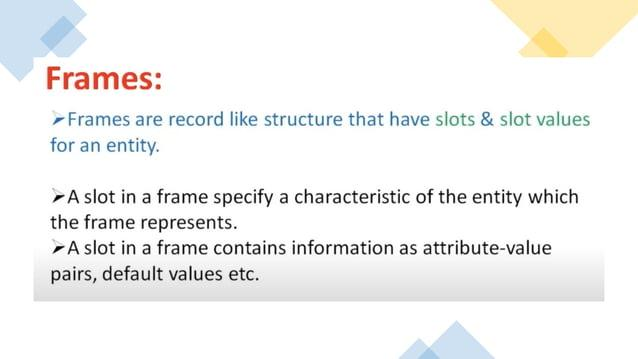 Frames:
➢Frames are record like structure that have slots & slot values
for an entity.
➢A slot in a frame specify a characteristic of the entity which
the frame represents.
➢A slot in a frame contains information as attribute-value
pairs, default values etc.